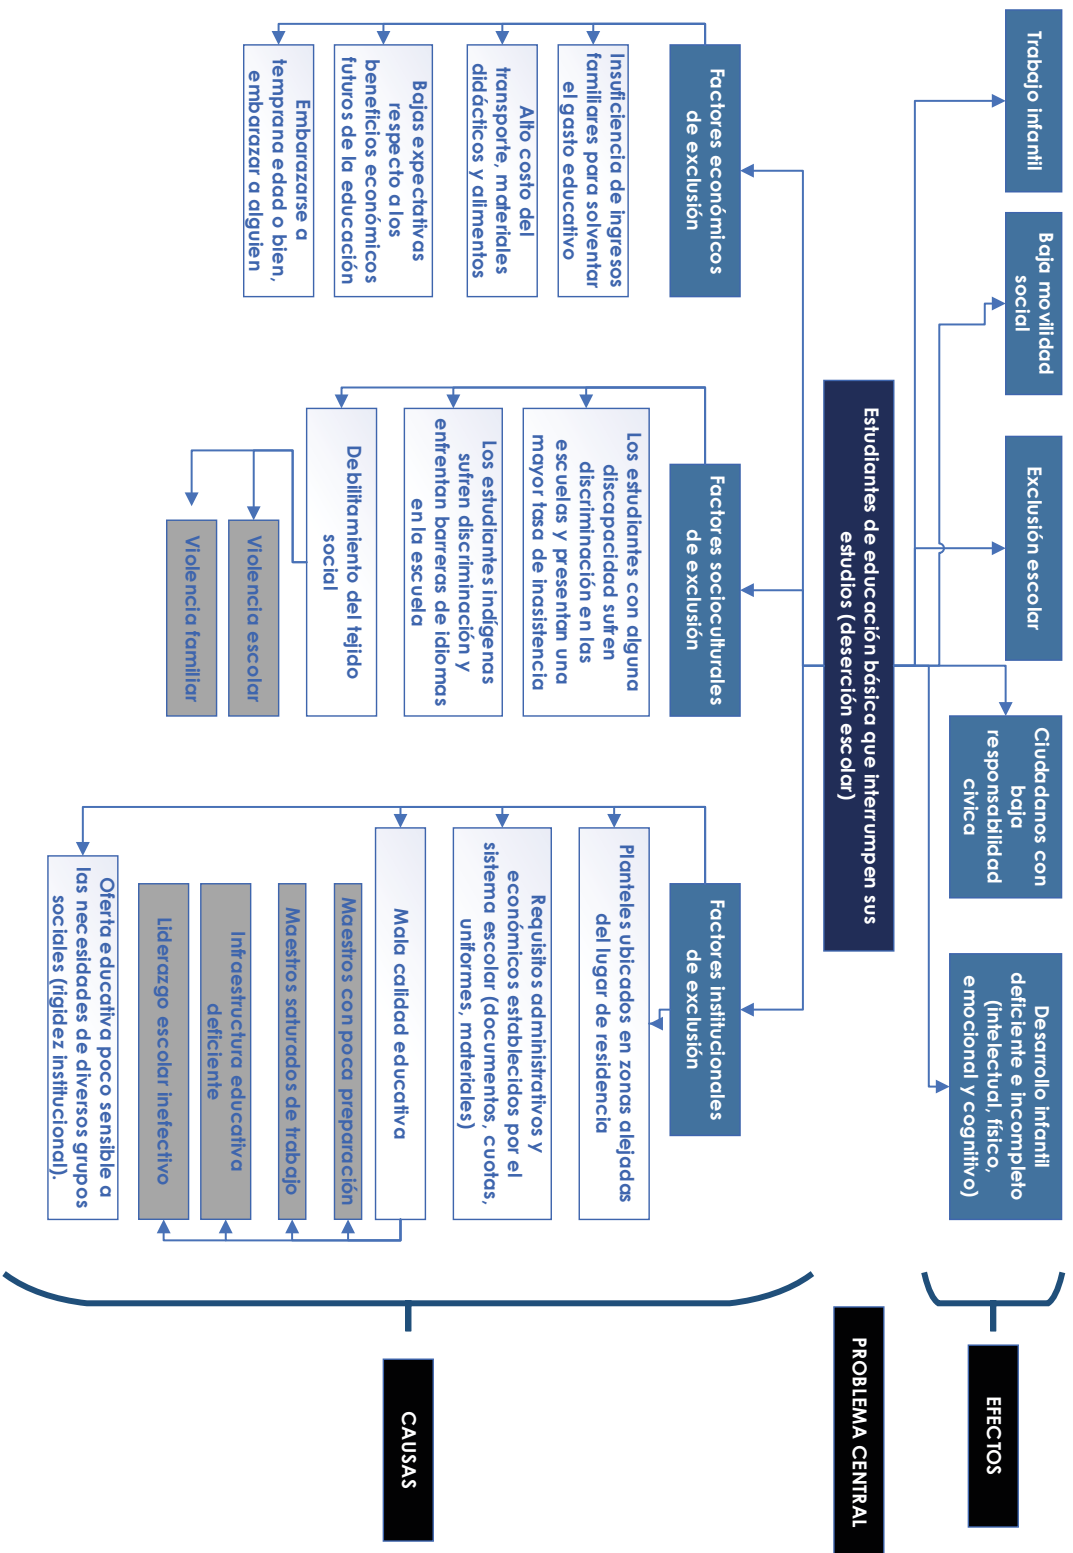 Trabajo infantil
Baja movilidad
social
Exclusión escolar
Ciudadanos con
baja
responsabilidad
cívica
Desarrollo infantil
deficiente e incompleto
(intelectual, físico,
emocional y cognitivo)
EFECTOS
Estudiantes de educación básica que interrumpen sus
estudios (deserción escolar)
PROBLEMA CENTRAL
Factores económicos
de exclusión
Insuficiencia de ingresos
familiares para solventar
el gasto educativo
Alto costo del
transporte, materiales
didácticos y alimentos
Bajas expectativas
respecto a los
beneficios económicos
futuros de la educación
Embarazarse a
temprana edad o bien,
embarazar a alguien
Factores socioculturales
de exclusión
Los estudiantes con alguna
discapacidad sufren
discriminación en las
escuelas y presentan una
mayor tasa de inasistencia
Los estudiantes indígenas
sufren discriminación y
enfrentan barreras de idiomas
en la escuela
Debilitamiento del tejido
social
Violencia escolar
Violencia familiar
Factores institucionales
de exclusión
Planteles ubicados en zonas alejadas
del lugar de residencia
Requisitos administrativos y
económicos establecidos por el
sistema escolar (documentos, cuotas,
uniformes, materiales)
Mala calidad educativa
Maestros con poca preparación
Maestros saturados de trabajo
Infraestructura educativa
deficiente
Liderazgo escolar inefectivo
Oferta educativa poco sensible a
las necesidades de diversos grupos
sociales (rigidez institucional).
CAUSAS